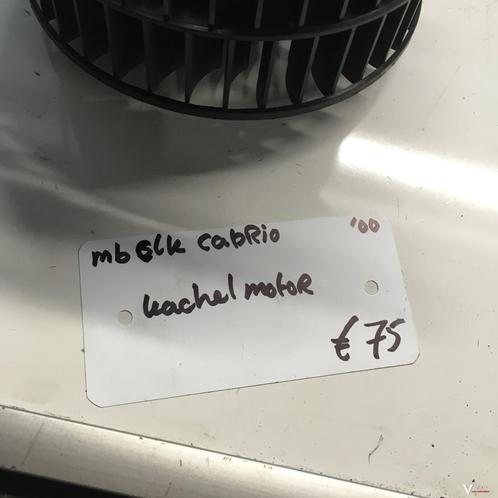 mb Clk cabRio '00
kachel motoR
€ 75